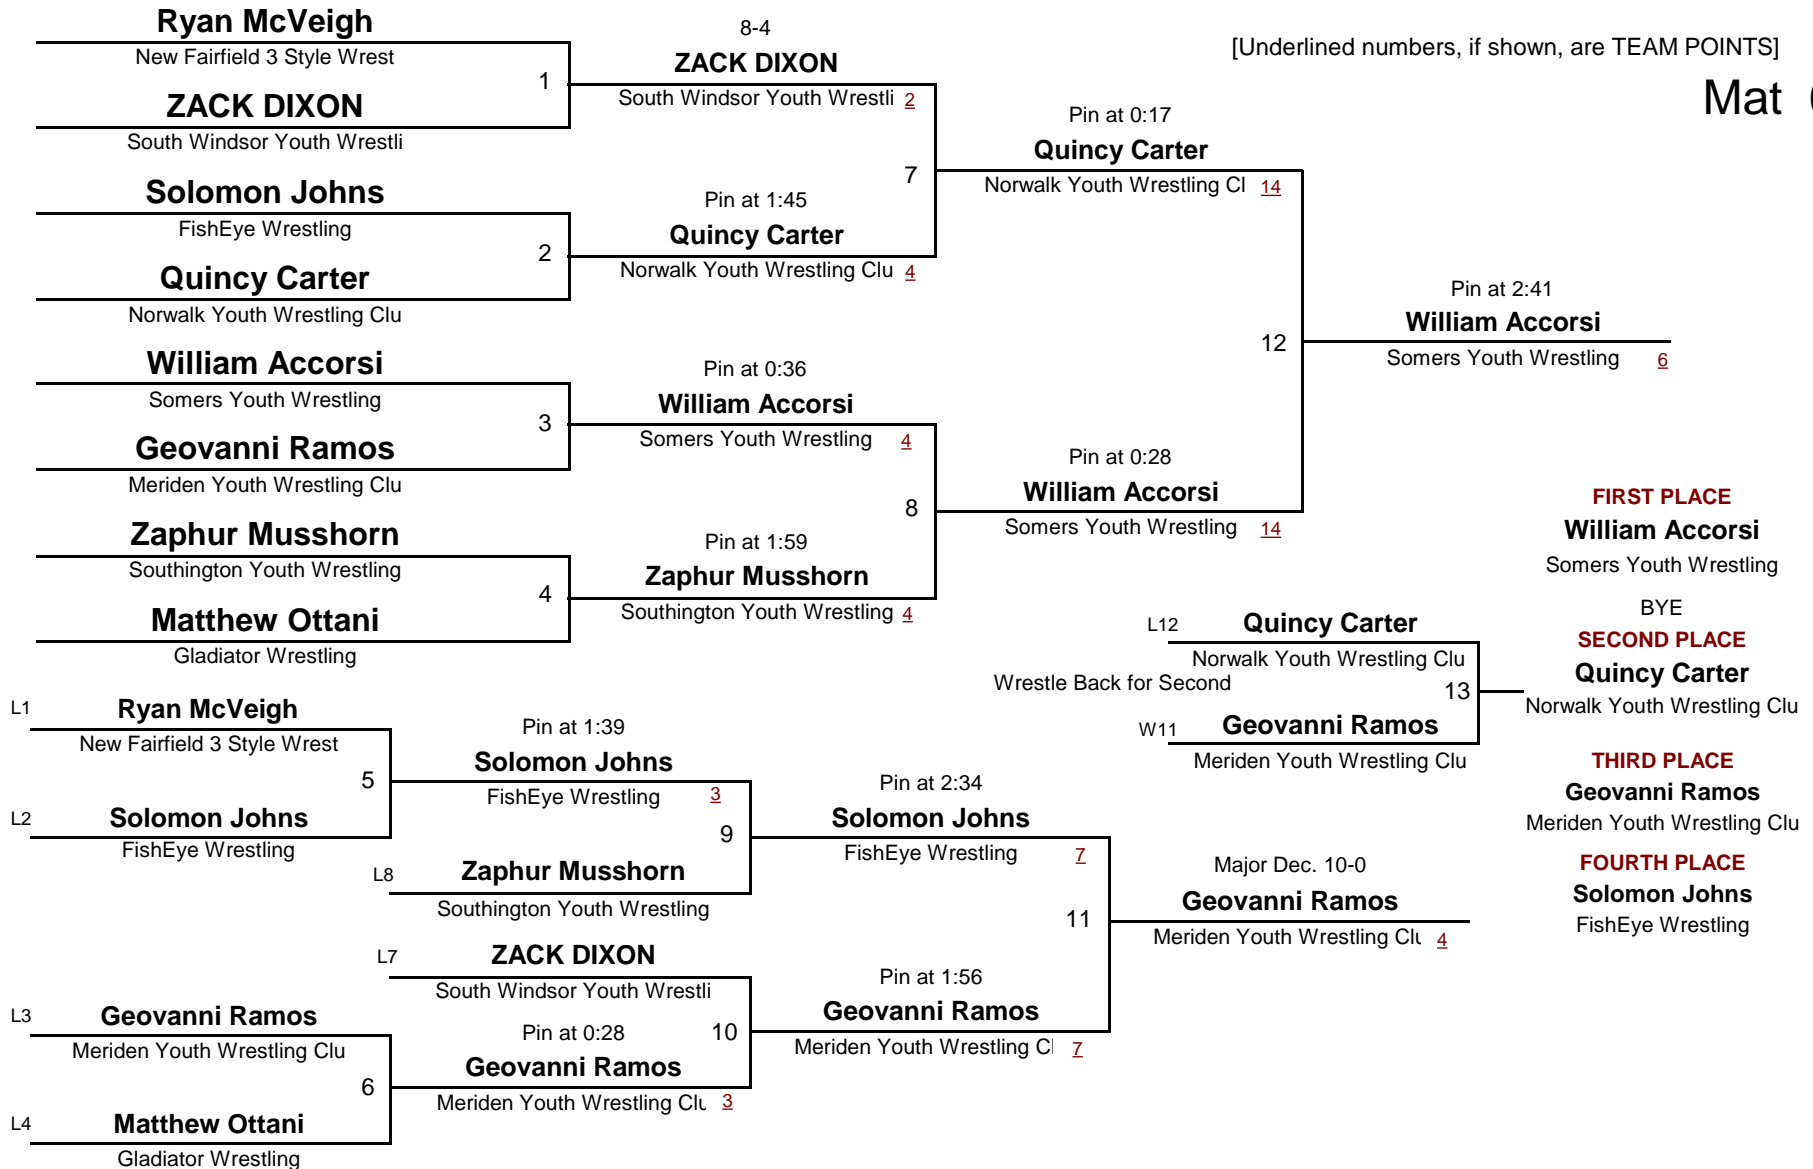 Ryan McVeigh
New Fairfield 3 Style Wrest
1
ZACK DIXON
South Windsor Youth Wrestli
Solomon Johns
FishEye Wrestling
2
Quincy Carter
Norwalk Youth Wrestling Clu
William Accorsi
Somers Youth Wrestling
3
Geovanni Ramos
Meriden Youth Wrestling Clu
Zaphur Musshorn
Southington Youth Wrestling
4
Matthew Ottani
Gladiator Wrestling
8-4
ZACK DIXON
South Windsor Youth Wrestli 2
7
Pin at 1:45
Quincy Carter
Norwalk Youth Wrestling Clu 4
Pin at 0:36
William Accorsi
Somers Youth Wrestling 4
8
Pin at 1:59
Zaphur Musshorn
Southington Youth Wrestling 4
[Underlined numbers, if shown, are TEAM POINTS]
Mat
Pin at 0:17
Quincy Carter
Norwalk Youth Wrestling Cl 14
12
Pin at 0:28
William Accorsi
Somers Youth Wrestling 14
Pin at 2:41
William Accorsi
Somers Youth Wrestling 6
L12 Quincy Carter
Norwalk Youth Wrestling Clu
Wrestle Back for Second
13
W11 Geovanni Ramos
Meriden Youth Wrestling Clu
FIRST PLACE
William Accorsi
Somers Youth Wrestling
BYE
SECOND PLACE
Quincy Carter
Norwalk Youth Wrestling Clu
THIRD PLACE
Geovanni Ramos
Meriden Youth Wrestling Clu
FOURTH PLACE
Solomon Johns
FishEye Wrestling
L1 Ryan McVeigh
New Fairfield 3 Style Wrest
5
L2 Solomon Johns
FishEye Wrestling
Pin at 1:39
Solomon Johns
FishEye Wrestling 3
9
L8 Zaphur Musshorn
Southington Youth Wrestling
L7 ZACK DIXON
South Windsor Youth Wrestli
10
L3 Geovanni Ramos
Meriden Youth Wrestling Clu
6
L4 Matthew Ottani
Gladiator Wrestling
Pin at 0:28
Geovanni Ramos
Meriden Youth Wrestling Clu 3
Pin at 2:34
Solomon Johns
FishEye Wrestling 7
11
Pin at 1:56
Geovanni Ramos
Meriden Youth Wrestling Cl 7
Major Dec. 10-0
Geovanni Ramos
Meriden Youth Wrestling Clu 4